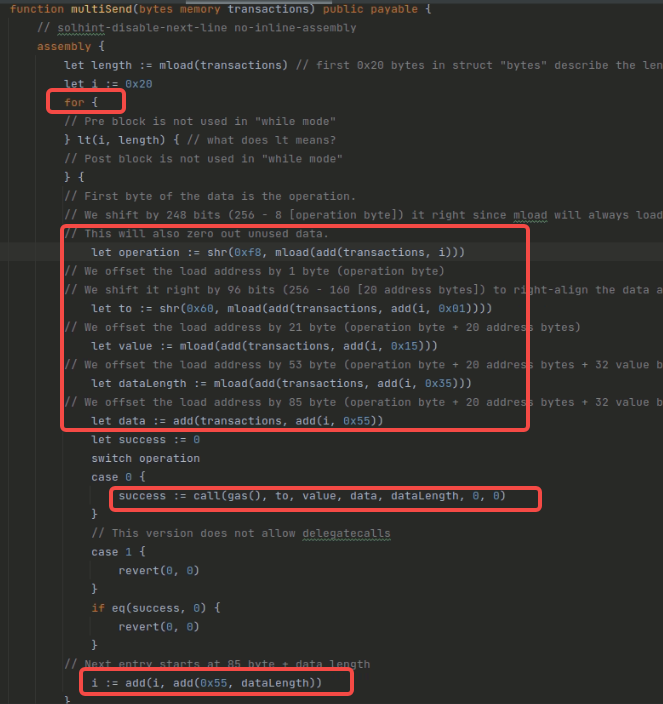 function multiSend(bytes memory transactions) public payable {
// solhint-disable-next-line no-inline-assembly
assembly {
let length := mload(transactions) // first 0x20 bytes in struct "bytes" describe the len
let i := 0x20
for {
// Pre block is not used in "while mode"
} lt(i, length) { // what does lt means?
// Post block is not used in "while mode"
} {
// First byte of the data is the operation.
// We shift by 248 bits (256 - 8 [operation byte]) it right since mload will always load
// This will also zero out unused data.
let operation := shr(0xf8, mload(add(transactions, i)))
// We offset the load address by 1 byte (operation byte)
// We shift it right by 96 bits (256 - 160 [20 address bytes]) to right-align the data a
let to := shr(0x60, mload(add(transactions, add(i, 0x01))))
// We offset the load address by 21 byte (operation byte + 20 address bytes)
let value := mload(add(transactions, add(i, 0x15)))
// We offset the load address by 53 byte (operation byte + 20 address bytes + 32 value b
let dataLength := mload(add(transactions, add(i, 0x35)))
// We offset the load address by 85 byte (operation byte + 20 address bytes + 32 value b
let data := add(transactions, add(i, 0x55))
let success := 0
switch operation
case 0 {
success := call(gas(), to, value, data, dataLength, 0, 0)
}
// This version does not allow delegatecalls
case 1 {
revert(0, 0)
}
if eq(success, 0) {
revert(0, 0)
}
// Next entry starts at 85 byte + data length
i := add(i, add(0x55, dataLength))
}